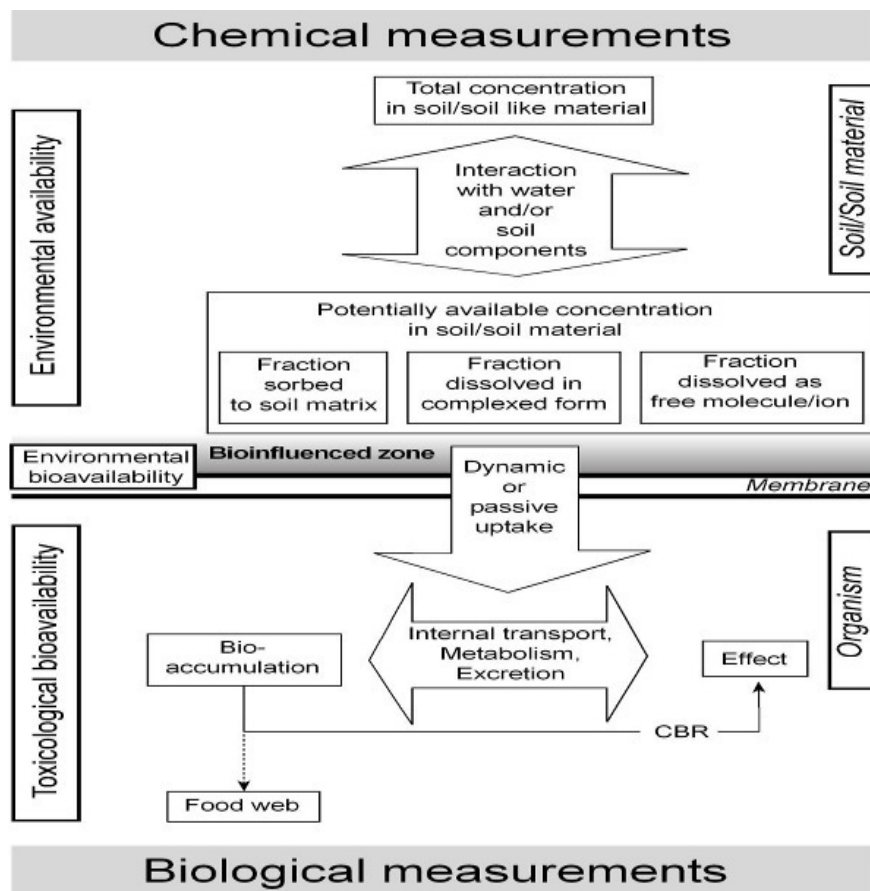 Chemical measurements
Total concentration
in soil/soil like material
Environmental availability
Soil/Soil material
Interaction
with water
and/or
soil
components
Potentially available concentration
in soil/soil material
Fraction
sorbed
to soil matrix
Fraction
dissolved in
complexed form
Fraction
dissolved as
free molecule/ion
Environmental
bioavailability
Bioinfluenced zone
Membrane
Dynamic
or
passive
uptake
Toxicological bioavailability
Organism
Bio-
accumulation
Internal transport,
Metabolism,
Excretion
Effect
CBR
Food web
Biological measurements